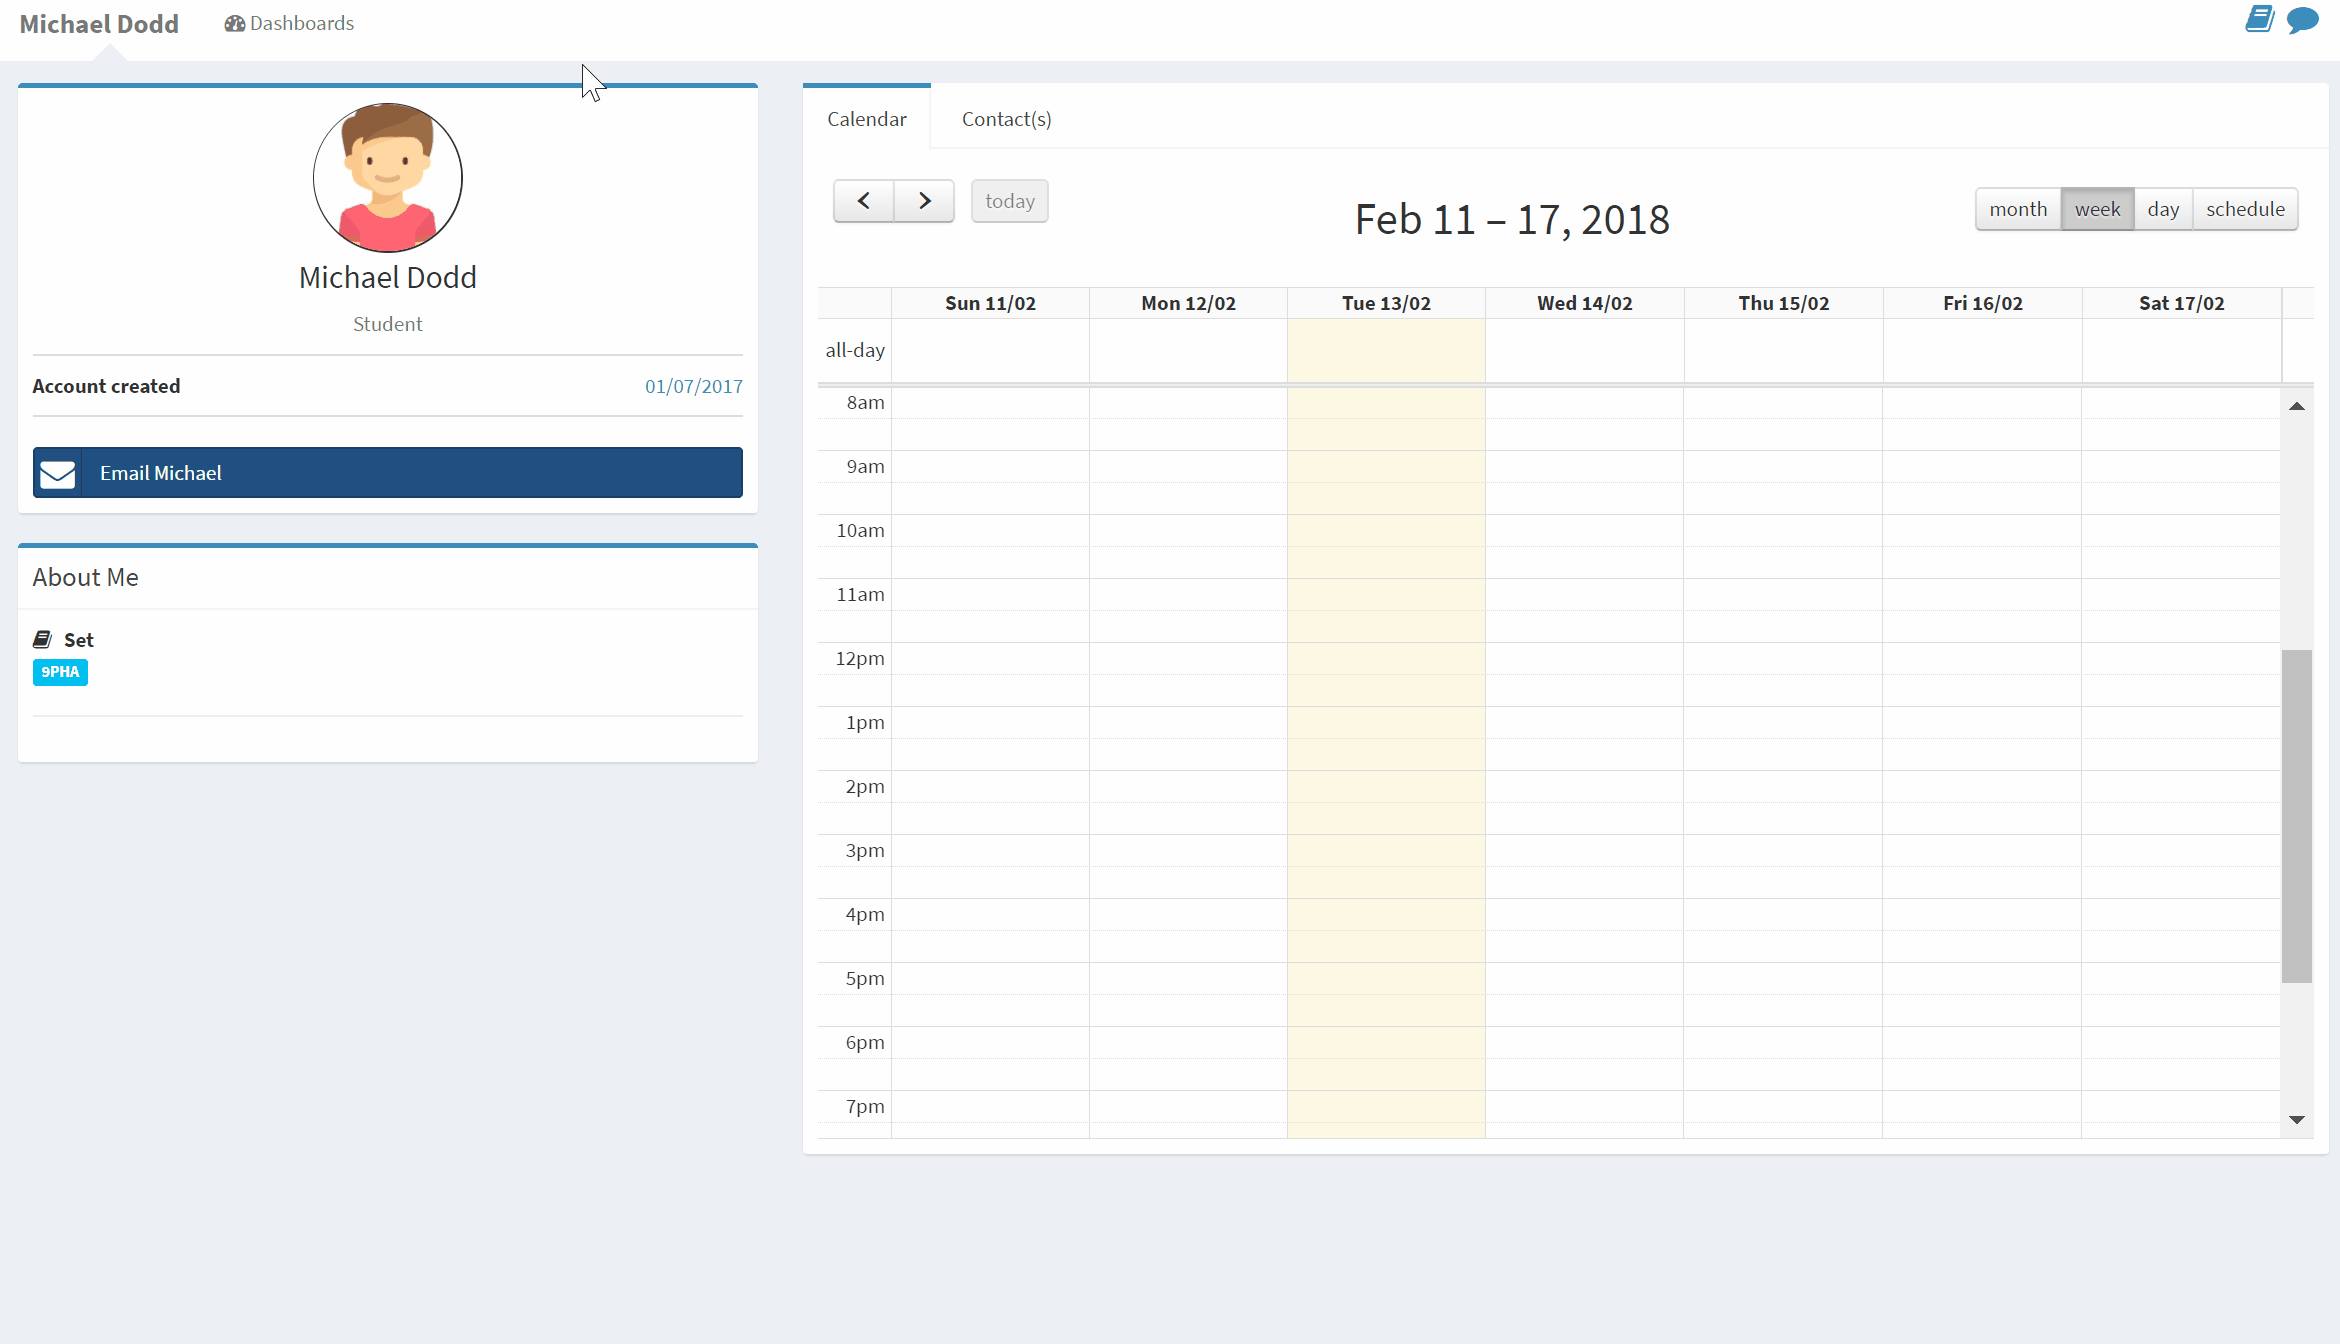 Michael Dodd
Dashboards
Michael Dodd
Student
Account created 01/07/2017
Email Michael
About Me
Set
9PHA
Calendar Contact(s)
today
Feb 11 – 17, 2018
month week day schedule
Sun 11/02 Mon 12/02 Tue 13/02 Wed 14/02 Thu 15/02 Fri 16/02 Sat 17/02
all-day
8am
9am
10am
11am
12pm
1pm
2pm
3pm
4pm
5pm
6pm
7pm